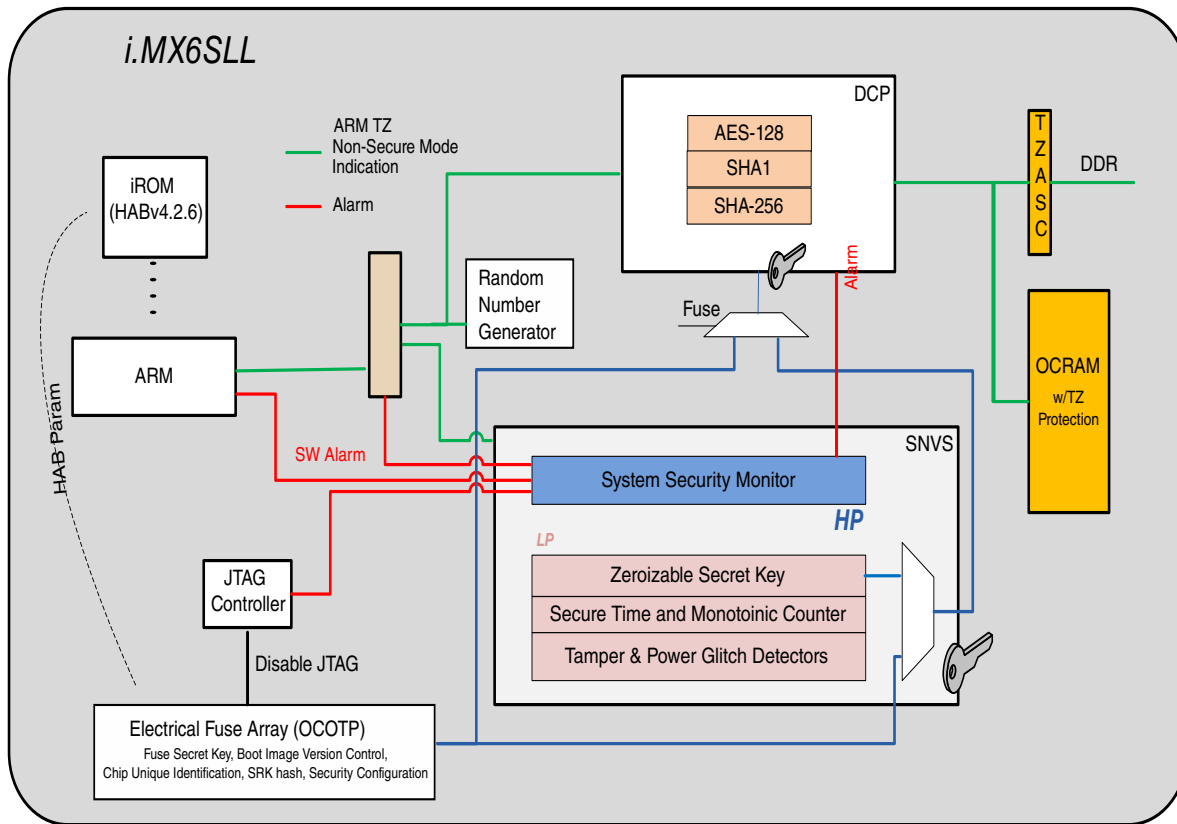 i.MX6SLL
ARM TZ
Non-Secure Mode
Indication
Alarm
iROM
(HABv4.2.6)
ARM
HAB Param
Random
Number
Generator
DCP
AES-128
SHA1
SHA-256
Fuse
Alarm
T
Z
A
S
C
DDR
OCRAM
w/TZ
Protection
SW Alarm
SNVS
System Security Monitor
HP
LP
Zeroizable Secret Key
Secure Time and Monotoinic Counter
Tamper & Power Glitch Detectors
JTAG
Controller
Disable JTAG
Electrical Fuse Array (OCOTP)
Fuse Secret Key, Boot Image Version Control,
Chip Unique Identification, SRK hash, Security Configuration